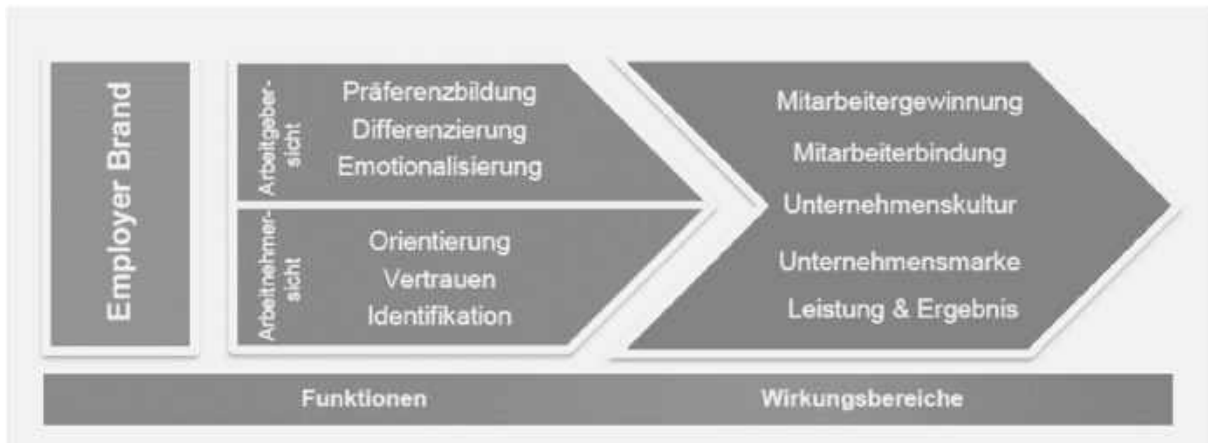 Employer Brand
Arbeitgeber-
sicht
Präferenzbildung
Differenzierung
Emotionalisierung
Arbeitnehmer-
sicht
Orientierung
Vertrauen
Identifikation
Mitarbeitergewinnung
Mitarbeiterbindung
Unternehmenskultur
Unternehmensmarke
Leistung & Ergebnis
Funktionen
Wirkungsbereiche